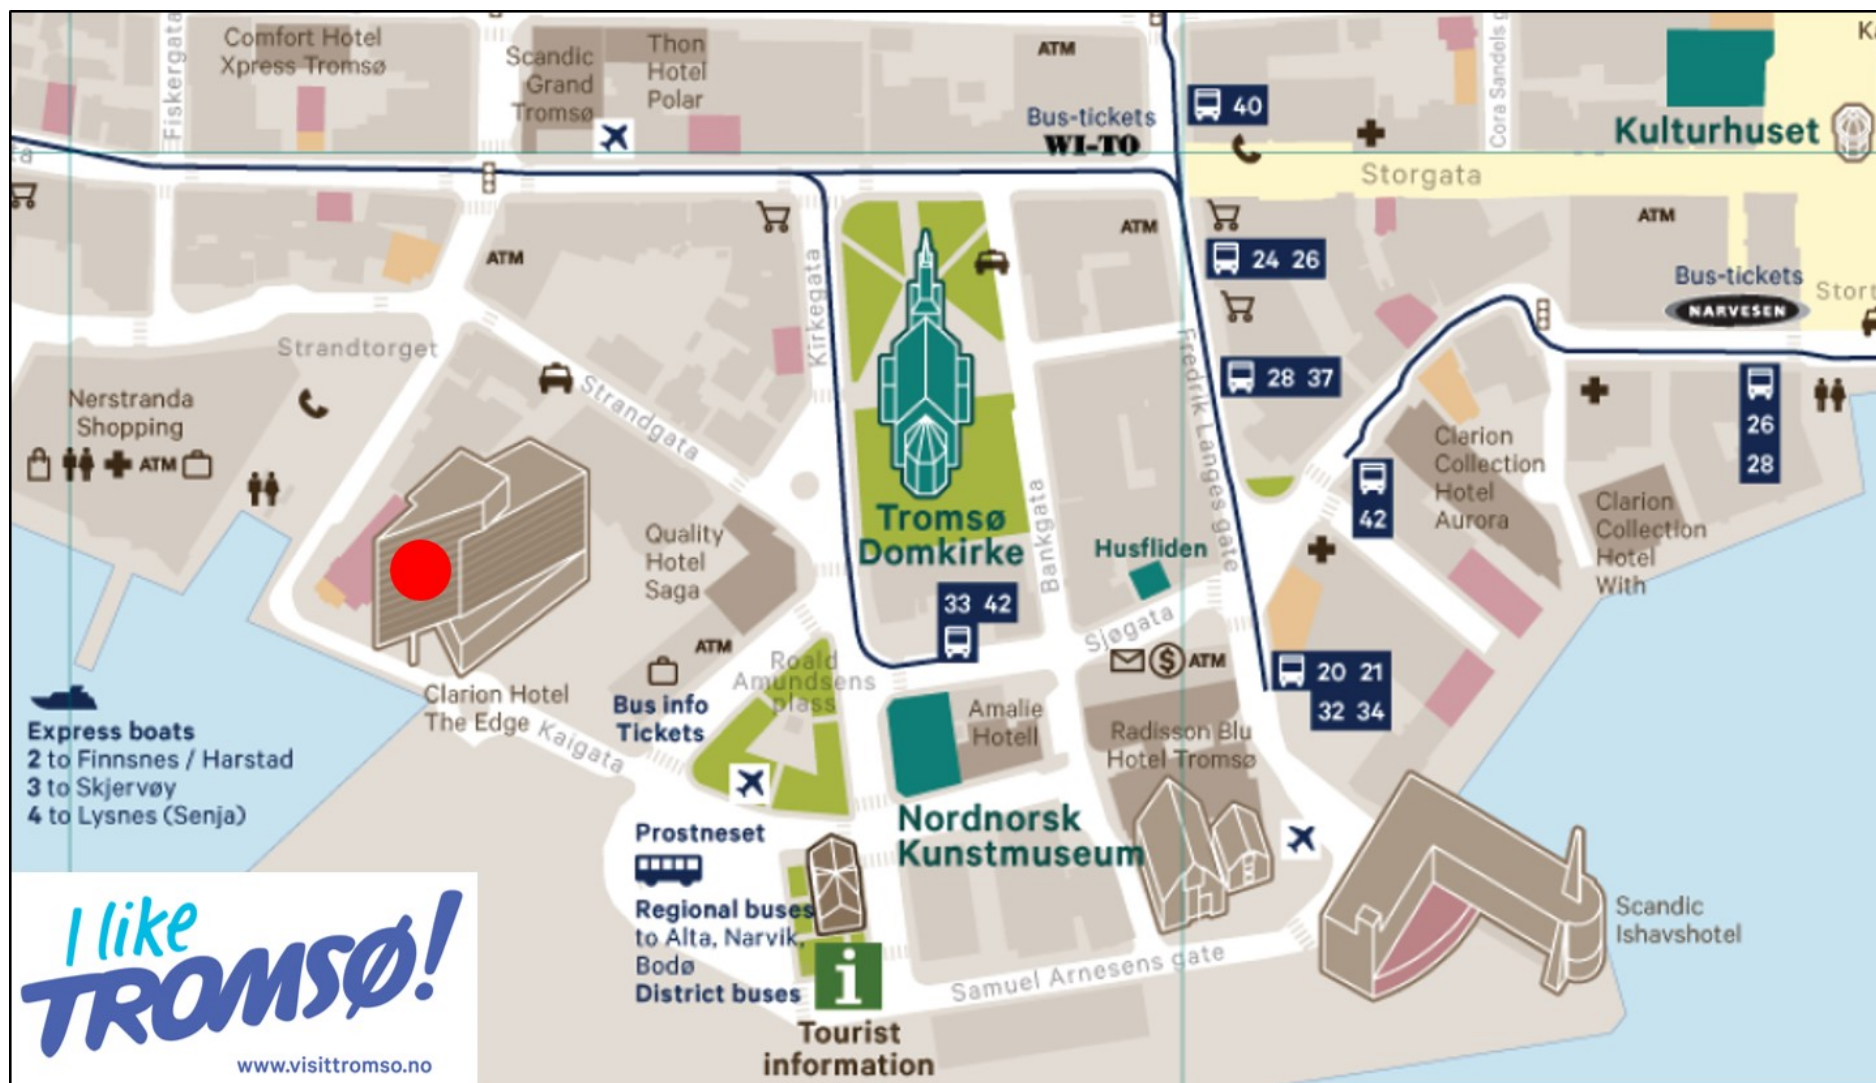 Comfort Hotel
Xpress Tromsø
Fiskergata
Scandic
Grand
Tromsø
Thon
Hotel
Polar
ATM
Bus-tickets
WI-TO
40
Cora Sandels g
Kulturhuset
Storgata
ATM
ATM
ATM
24 26
28 37
Bus-tickets
NARVESEN
Stort
26
28
Strandtorget
Kirkegata
Strandgata
Fredrik Langes gate
Nerstranda
Shopping
ATM
Tromsø
Domkirke
Bankgata
Husfliden
33 42
Sjøgata
42
Clarion
Collection
Hotel
Aurora
Clarion
Collection
Hotel
With
Quality
Hotel
Saga
ATM
Roald
Amundsens
plass
Bus info
Tickets
Clarion Hotel
The Edge
Kaigata
Express boats
2 to Finnsnes / Harstad
3 to Skjervøy
4 to Lysnes (Senja)
Amalie
Hotell
ATM
Radisson Blu
Hotel Tromsø
20 21
32 34
Nordnorsk
Kunstmuseum
Prostneset
Regional buses
to Alta, Narvik,
Bodø
District buses
i
Tourist
information
Samuel Arnesens gate
Scandic
Ishavshotel
I like
TROMSØ!
www.visittromso.no